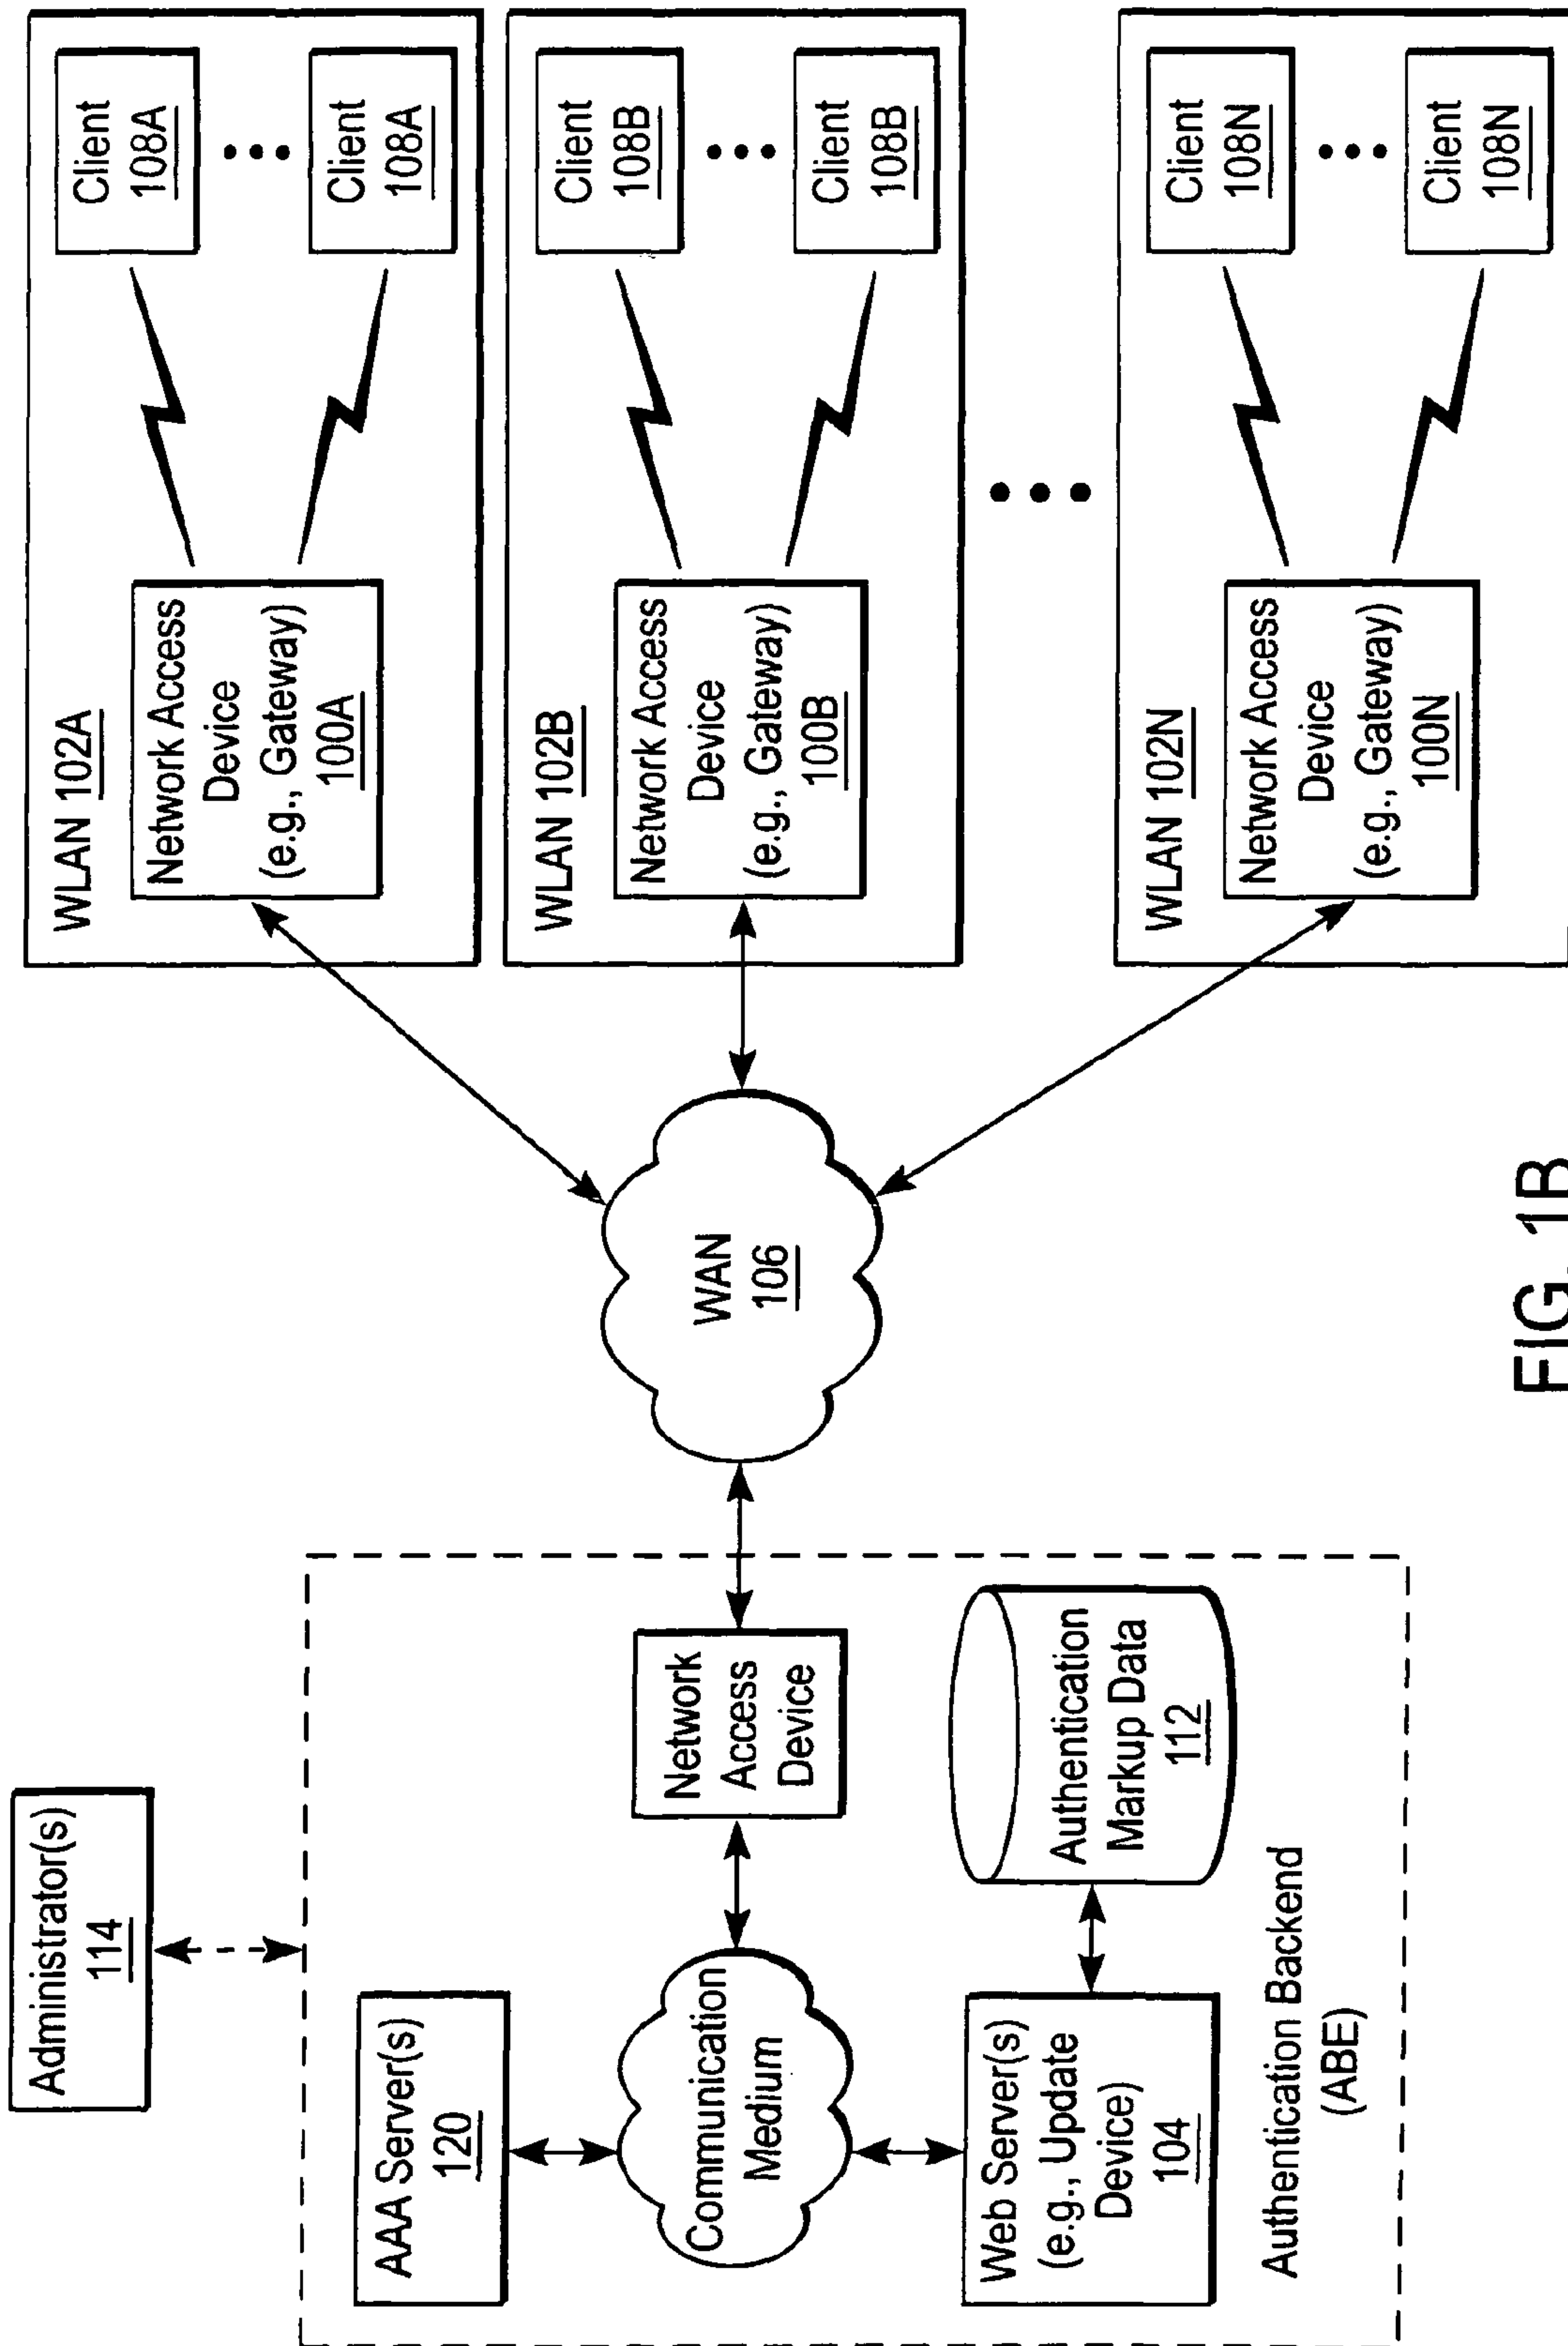 Administrator(s)
114
AAA Server(s)
120
Communication
Medium
Network
Access
Device
Web Server(s)
(e.g., Update
Device)
104
Authentication
Markup Data
112
Authentication Backend
(ABE)
WAN
106
WLAN 102A
Network Access
Device
(e.g., Gateway)
100A
Client
108A
Client
108A
WLAN 102B
Network Access
Device
(e.g., Gateway)
100B
Client
108B
Client
108B
WLAN 102N
Network Access
Device
(e.g., Gateway)
100N
Client
108N
Client
108N
FIG. 1B